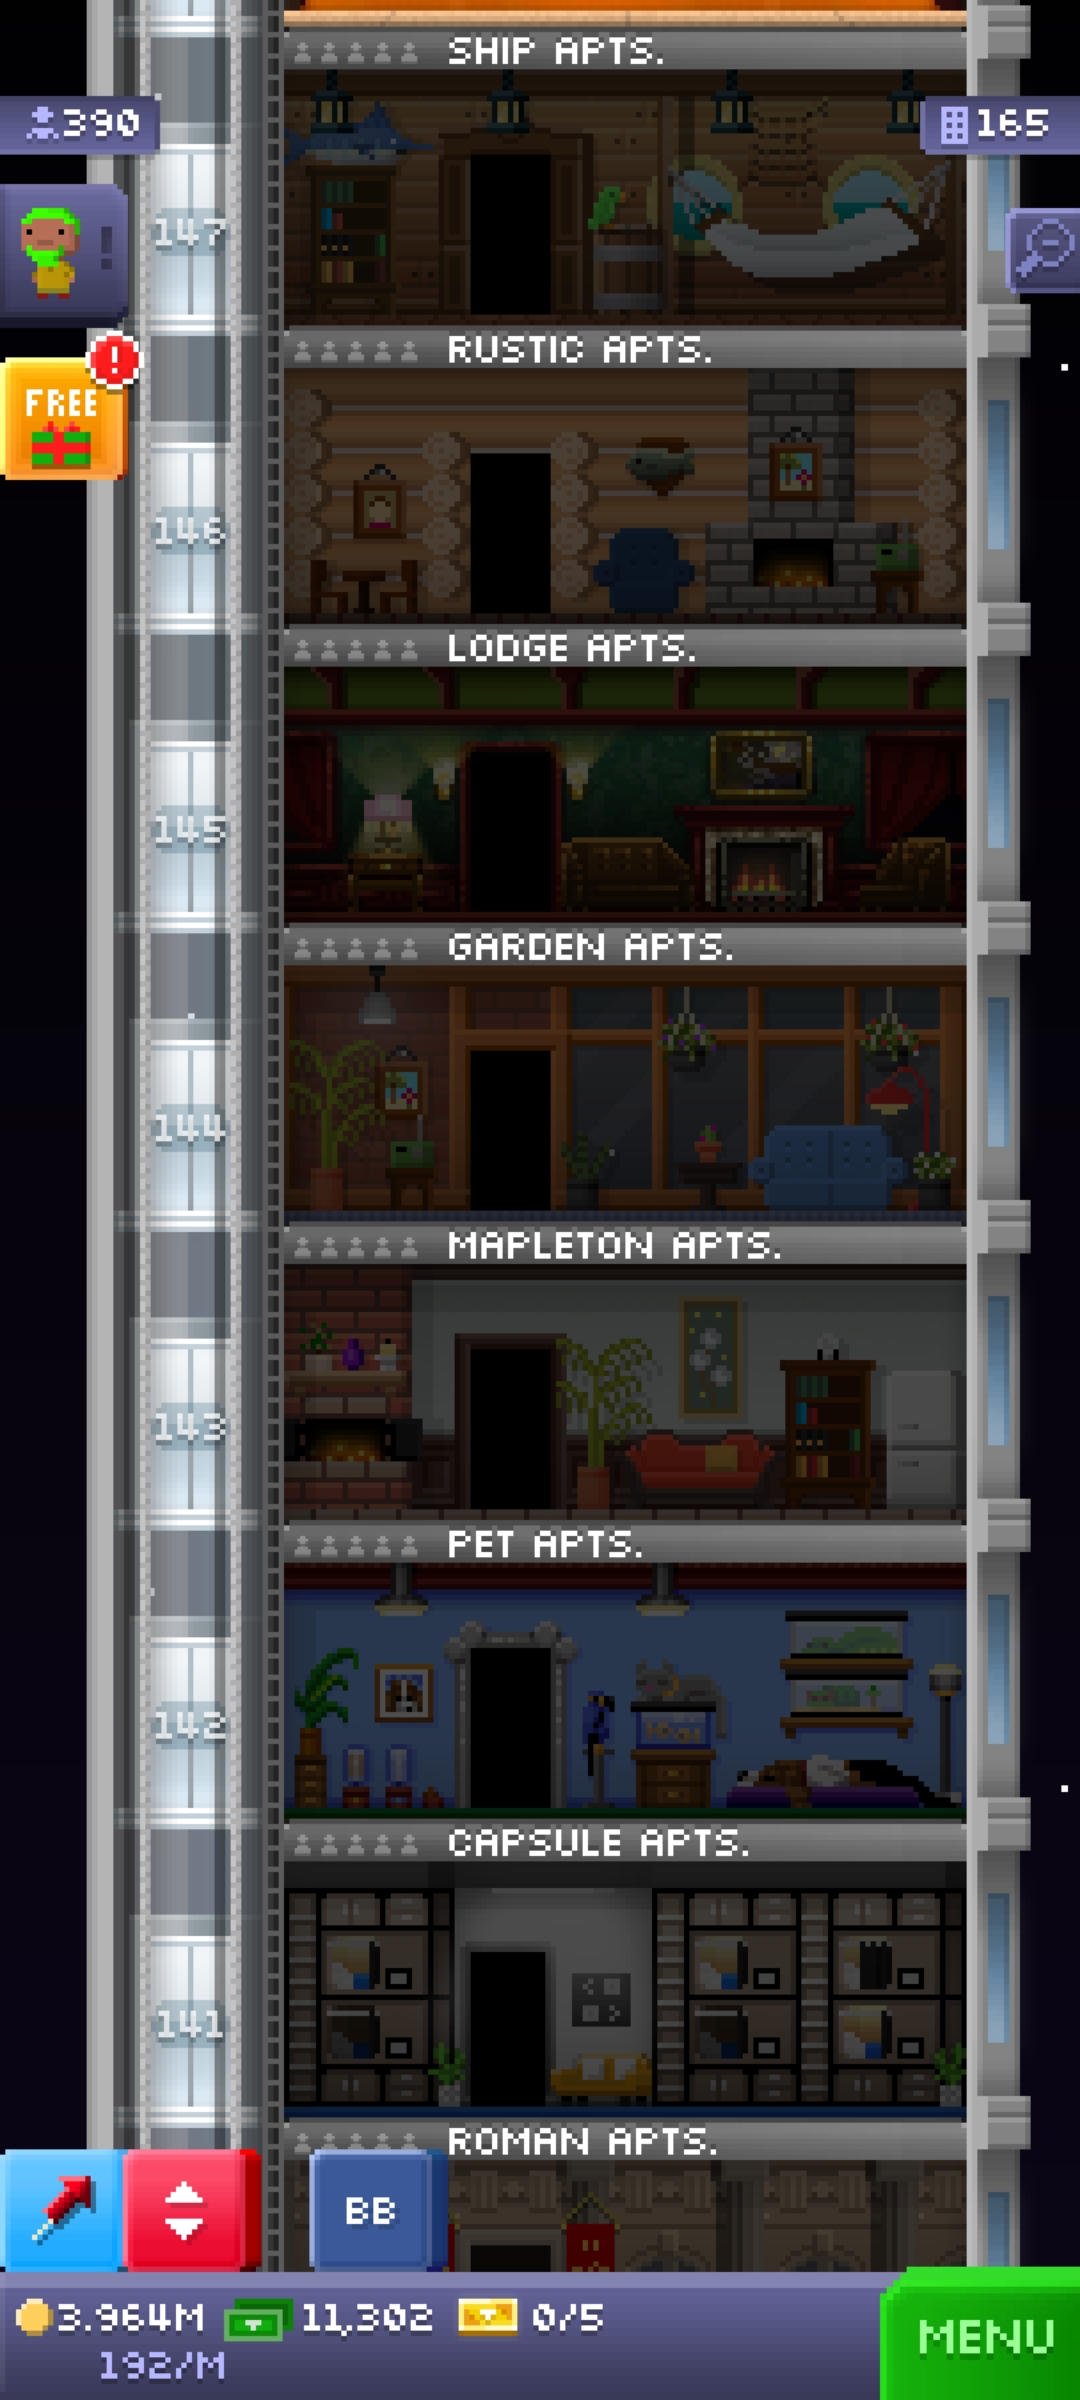 SHIP APTS.
390
165
147
!
!
FREE
RUSTIC APTS.
146
LODGE APTS.
145
GARDEN APTS.
144
MAPLETON APTS.
143
PET APTS.
142
CAPSULE APTS.
141
ROMAN APTS.
BB
3.964M 11,302 0/5
192/M
MENU